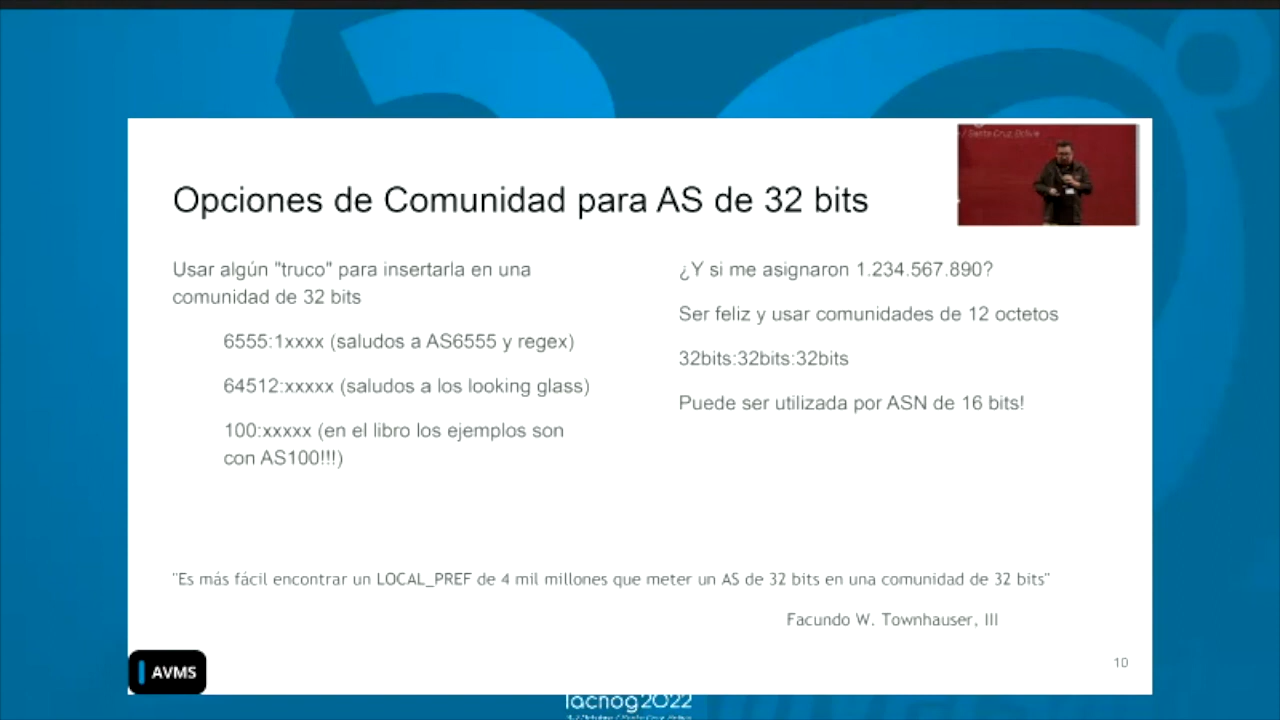 / Santa Cruz, Bolivia
Opciones de Comunidad para AS de 32 bits
Usar algún "truco" para insertarla en una
comunidad de 32 bits
6555:1xxxx (saludos a AS6555 y regex)
64512:xxxxx (saludos a los looking glass)
100:xxxxx (en el libro los ejemplos son
con AS100!!!)
¿Y si me asignaron 1.234.567.890?
Ser feliz y usar comunidades de 12 octetos
32bits:32bits:32bits
Puede ser utilizada por ASN de 16 bits!
"Es más fácil encontrar un LOCAL_PREF de 4 mil millones que meter un AS de 32 bits en una comunidad de 32 bits"
Facundo W. Townhauser, III
10
AVMS
lacnog2022